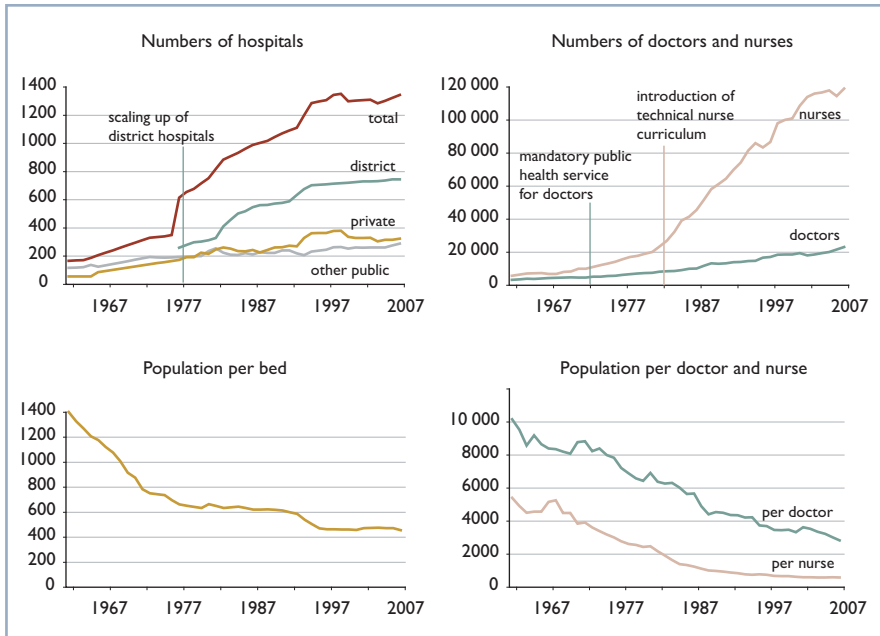 Numbers of hospitals
1400
1200
1000
800
600
400
200
0
scaling up of
district hospitals
total
district
private
other public
1967
1977
1987
1997
2007
Numbers of doctors and nurses
120 000
100 000
80 000
60 000
40 000
20 000
0
mandatory public
health service
for doctors
introduction of
technical nurse
curriculum
nurses
doctors
1967
1977
1987
1997
2007
Population per bed
1400
1200
1000
800
600
400
200
0
1967
1977
1987
1997
2007
Population per doctor and nurse
10 000
8000
6000
4000
2000
0
per doctor
per nurse
1967
1977
1987
1997
2007